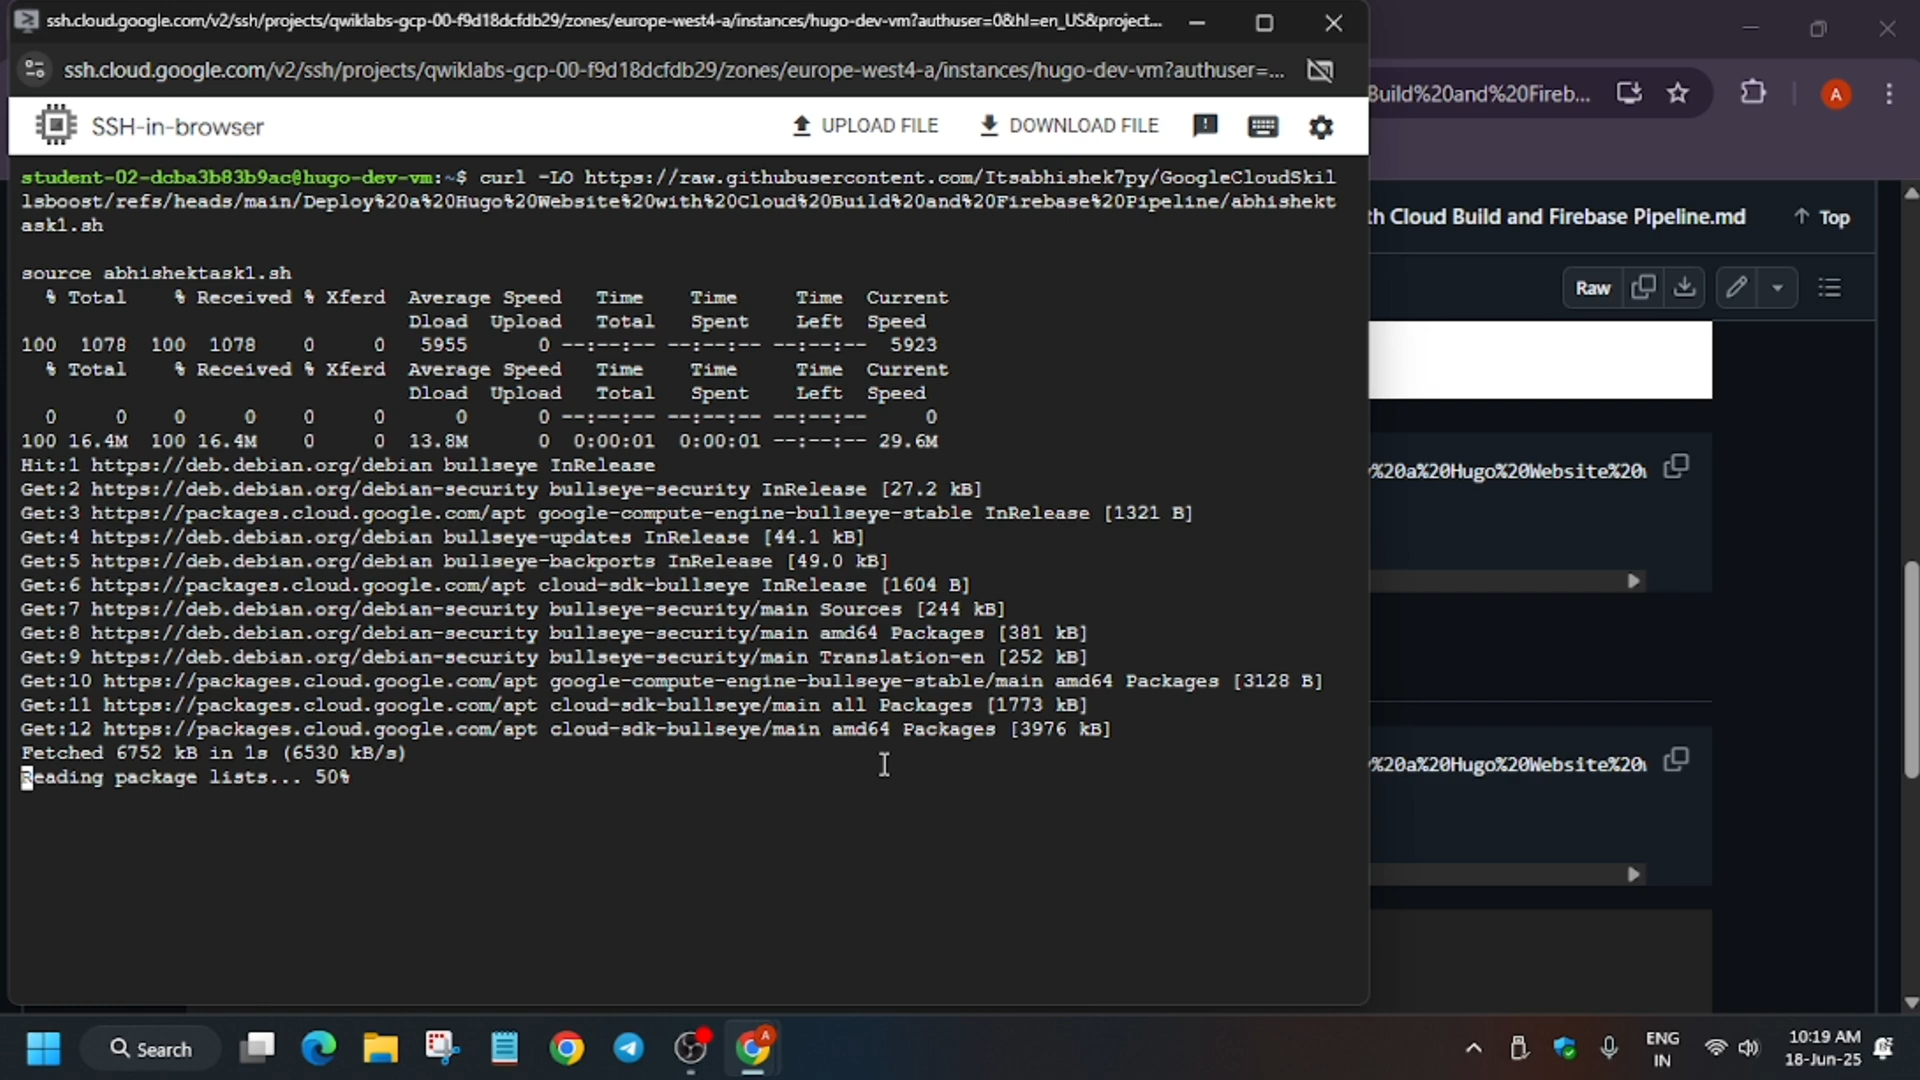 ssh.cloud.google.com/v2/ssh/projects/qwiklabs-gcp-00-f9d18dcfdb29/zones/europe-west4-a/instances/hugo-dev-vm?authuser=0&hl=en_US&project...
ssh.cloud.google.com/v2/ssh/projects/qwiklabs-gcp-00-f9d18dcfdb29/zones/europe-west4-a/instances/hugo-dev-vm?authuser=...
Build%20and%20Fireb...
A
SSH-in-browser
UPLOAD FILE
DOWNLOAD FILE
student-02-dcba3b83b9ac@hugo-dev-vm:~$ curl -LO https://raw.githubusercontent.com/Itsabhishek7py/GoogleCloudSkil
lsboost/refs/heads/main/Deploy%20a%20Hugo%20Website%20with%20Cloud%20Build%20and%20Firebase%20Pipeline/abhishekt
ask1.sh
source abhishektask1.sh
% Total % Received % Xferd Average Speed Time Time Time Current
Dload Upload Total Spent Left Speed
100 1078 100 1078 0 0 5955 0 --:--:-- --:--:-- --:--:-- 5923
% Total % Received % Xferd Average Speed Time Time Time Current
Dload Upload Total Spent Left Speed
0 0 0 0 0 0 0 0 --:--:-- --:--:-- --:--:-- 0
100 16.4M 100 16.4M 0 0 13.8M 0 0:00:01 0:00:01 --:--:-- 29.6M
Hit:1 https://deb.debian.org/debian bullseye InRelease
Get:2 https://deb.debian.org/debian-security bullseye-security InRelease [27.2 kB]
Get:3 https://packages.cloud.google.com/apt google-compute-engine-bullseye-stable InRelease [1321 B]
Get:4 https://deb.debian.org/debian bullseye-updates InRelease [44.1 kB]
Get:5 https://deb.debian.org/debian bullseye-backports InRelease [49.0 kB]
Get:6 https://packages.cloud.google.com/apt cloud-sdk-bullseye InRelease [1604 B]
Get:7 https://deb.debian.org/debian-security bullseye-security/main Sources [244 kB]
Get:8 https://deb.debian.org/debian-security bullseye-security/main amd64 Packages [381 kB]
Get:9 https://deb.debian.org/debian-security bullseye-security/main Translation-en [252 kB]
Get:10 https://packages.cloud.google.com/apt google-compute-engine-bullseye-stable/main amd64 Packages [3128 B]
Get:11 https://packages.cloud.google.com/apt cloud-sdk-bullseye/main all Packages [1773 kB]
Get:12 https://packages.cloud.google.com/apt cloud-sdk-bullseye/main amd64 Packages [3976 kB]
Fetched 6752 kB in 1s (6530 kB/s)
Reading package lists... 50%
th Cloud Build and Firebase Pipeline.md
Top
Raw
%20a%20Hugo%20Website%20
%20a%20Hugo%20Website%20
Search
A
ENG
IN
10:19 AM
18-Jun-25